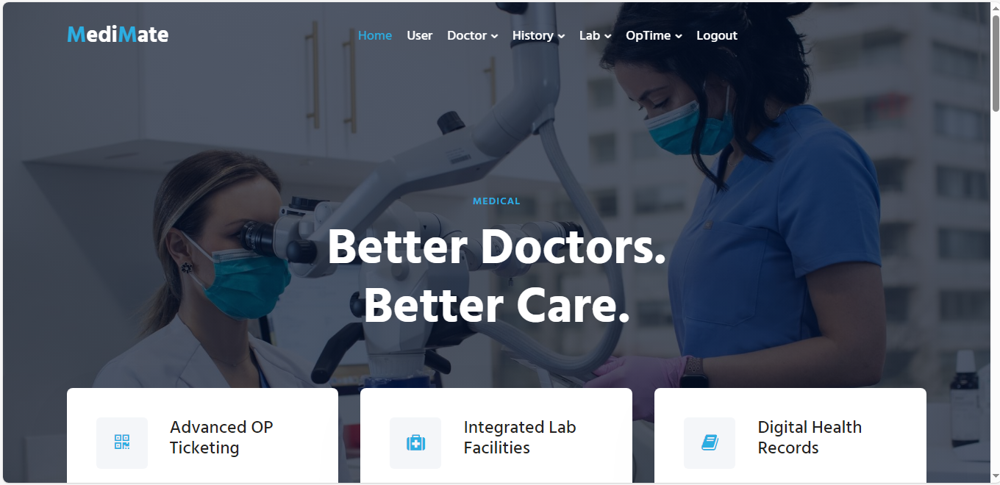 MediMate
Home User Doctor History Lab OpTime Logout
MEDICAL
Better Doctors.
Better Care.
Advanced OP
Ticketing
Integrated Lab
Facilities
Digital Health
Records